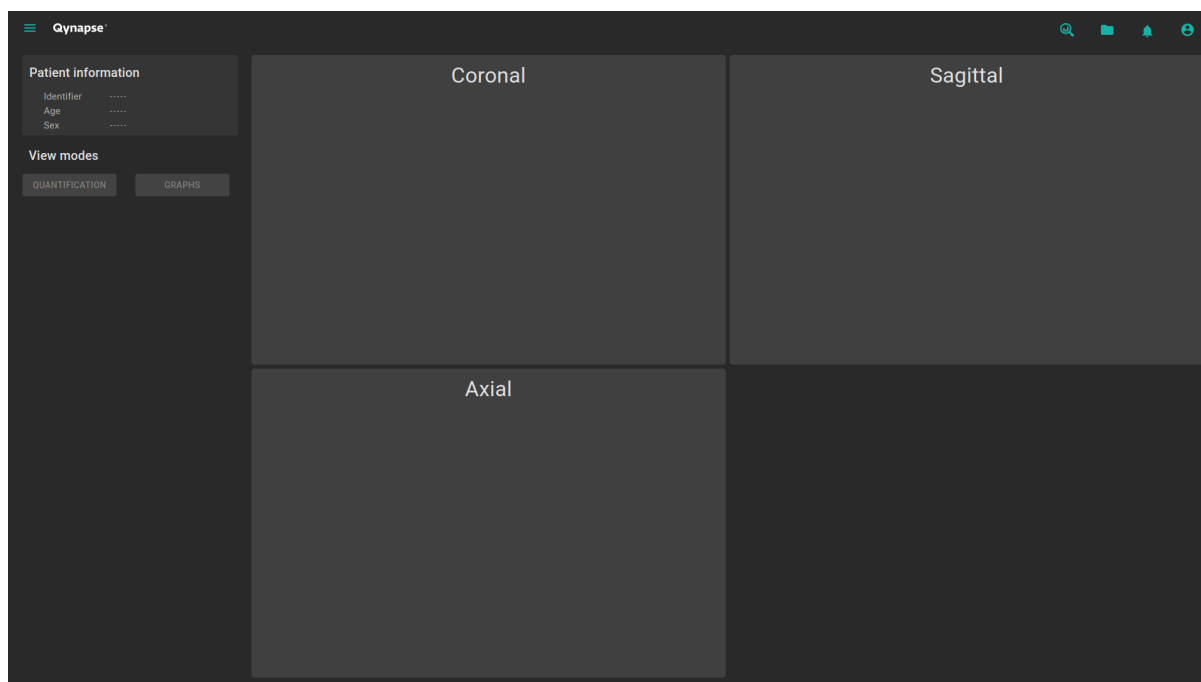 Qynapse
Patient information
Identifier -----
Age -----
Sex -----
View modes
QUANTIFICATION
GRAPHS
Coronal
Sagittal
Axial